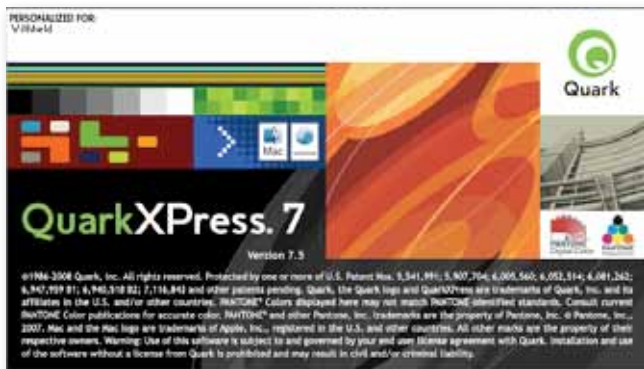 PERSONALIZED FOR:
Quark
Mac
QuarkXPress. 7
PANTONE
Digital Color
Version 7.3
©1986-2008 Quark, Inc. All rights reserved. Protected by one or more of U.S. Patent Nos. 5,541,991; 5,907,704; 6,005,560; 6,052,514; 6,081,262;
6,947,959 B1; 6,940,518 B2; 7,116,843 and other patents pending. Quark, the Quark logo and QuarkXPress are trademarks of Quark, Inc. and its
affiliates in the U.S. and/or other countries. PANTONE® Colors displayed here may not match PANTONE-identified standards. Consult current
PANTONE Color publications for accurate color. PANTONE® and other Pantone, Inc. trademarks are the property of Pantone, Inc. © Pantone, Inc.,
2007. Mac and the Mac logo are trademarks of Apple, Inc., registered in the U.S. and other countries. All other marks are the property of their
respective owners. Warning: Use of this software is subject to and governed by your end user license agreement with Quark. Installation and use
of the software without a license from Quark is prohibited and may result in civil and/or criminal liability.